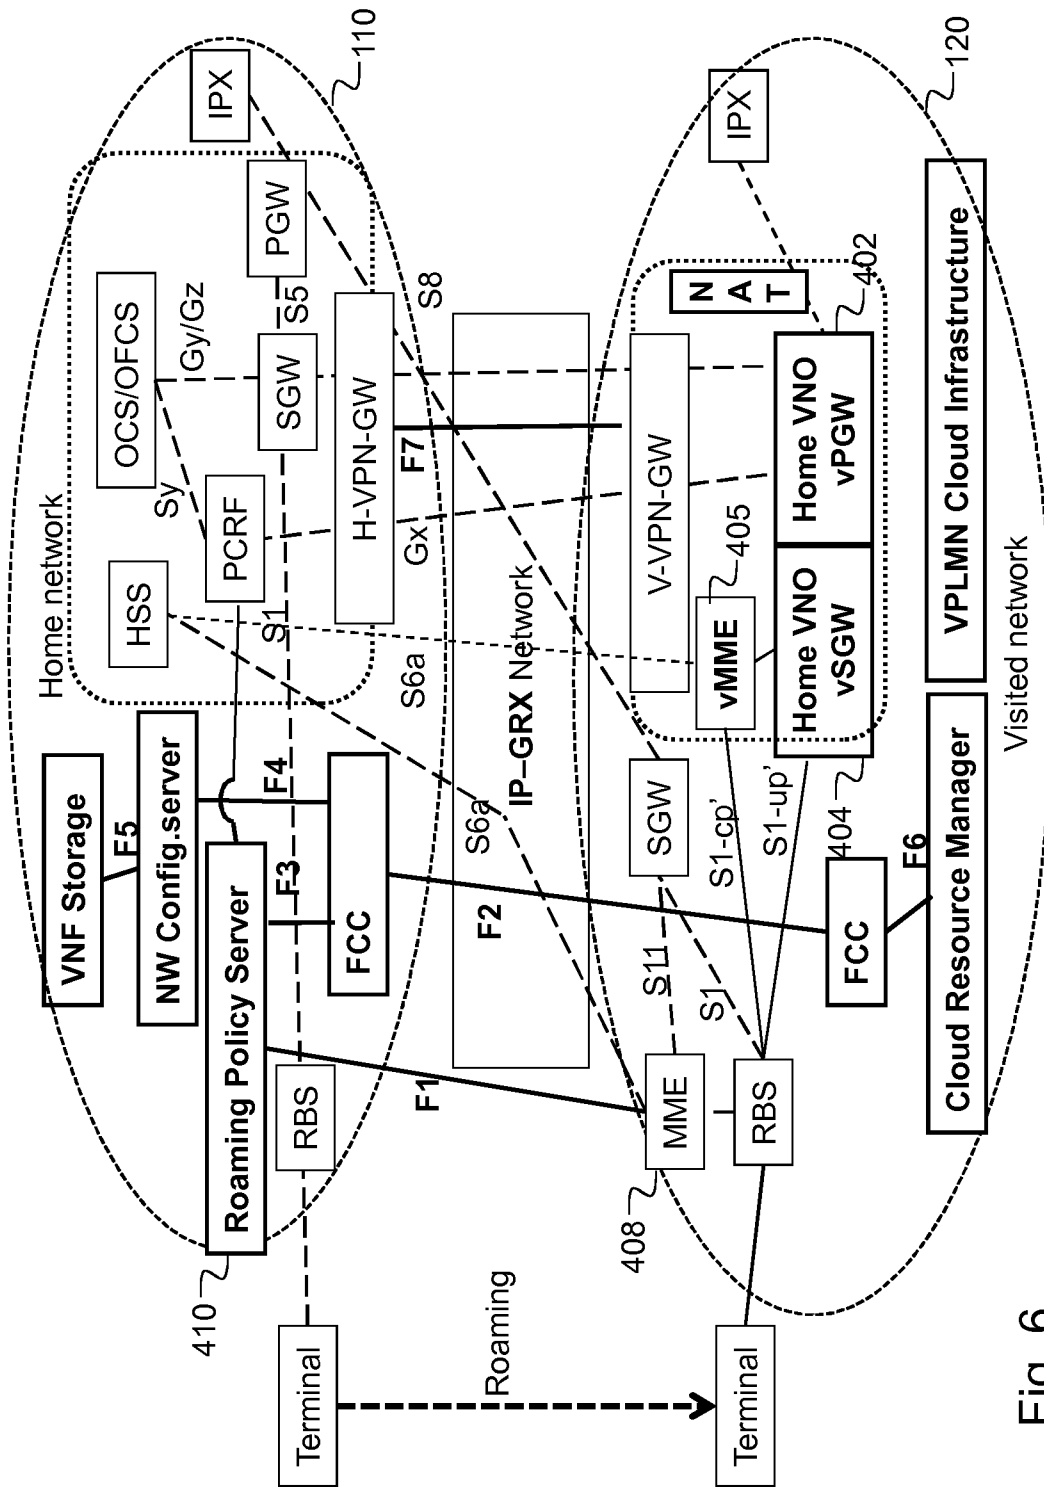 Home network
110
VNF Storage
F5
NW Config.server
HSS
OCS/OFCS
Sy
Gy/Gz
PCRF
IPX
410
Roaming Policy Server
F4
F3
S1
SGW
S5
PGW
Terminal
RBS
FCC
H-VPN-GW
F1
F2
S6a
S6a
Gx
F7
S8
IP–GRX Network
Roaming
408
MME
S11
SGW
V-VPN-GW
N
A
T
IPX
S1
S1-cp’
vMME
405
Terminal
RBS
S1-up’
Home VNO
vSGW
Home VNO
vPGW
402
404
FCC
F6
Cloud Resource Manager
VPLMN Cloud Infrastructure
120
Visited network
Fig. 6